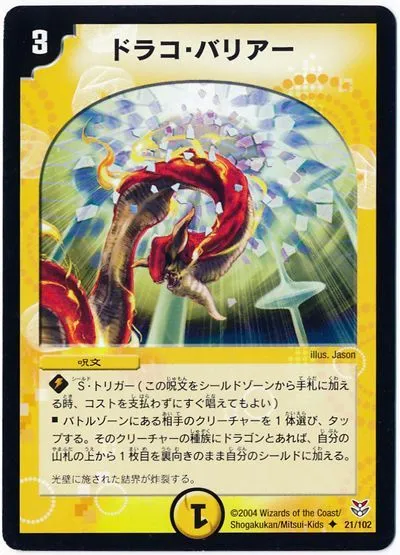 3
ドラコ・バリアー
illus. Jason
呪文
S・トリガー（この呪文をシールドゾーンから手札に加える時、コストを支払わずにすぐ唱えてもよい）
■ バトルゾーンにある相手のクリーチャーを1体選び、タップする。そのクリーチャーの種族にドラゴンとあれば、自分の山札の上から1枚目を裏向きのまま自分のシールドに加える。
光壁に施された結界が炸裂する。
1
©2004 Wizards of the Coast/
Shogakukan/Mitsui-Kids ✦ 21/102